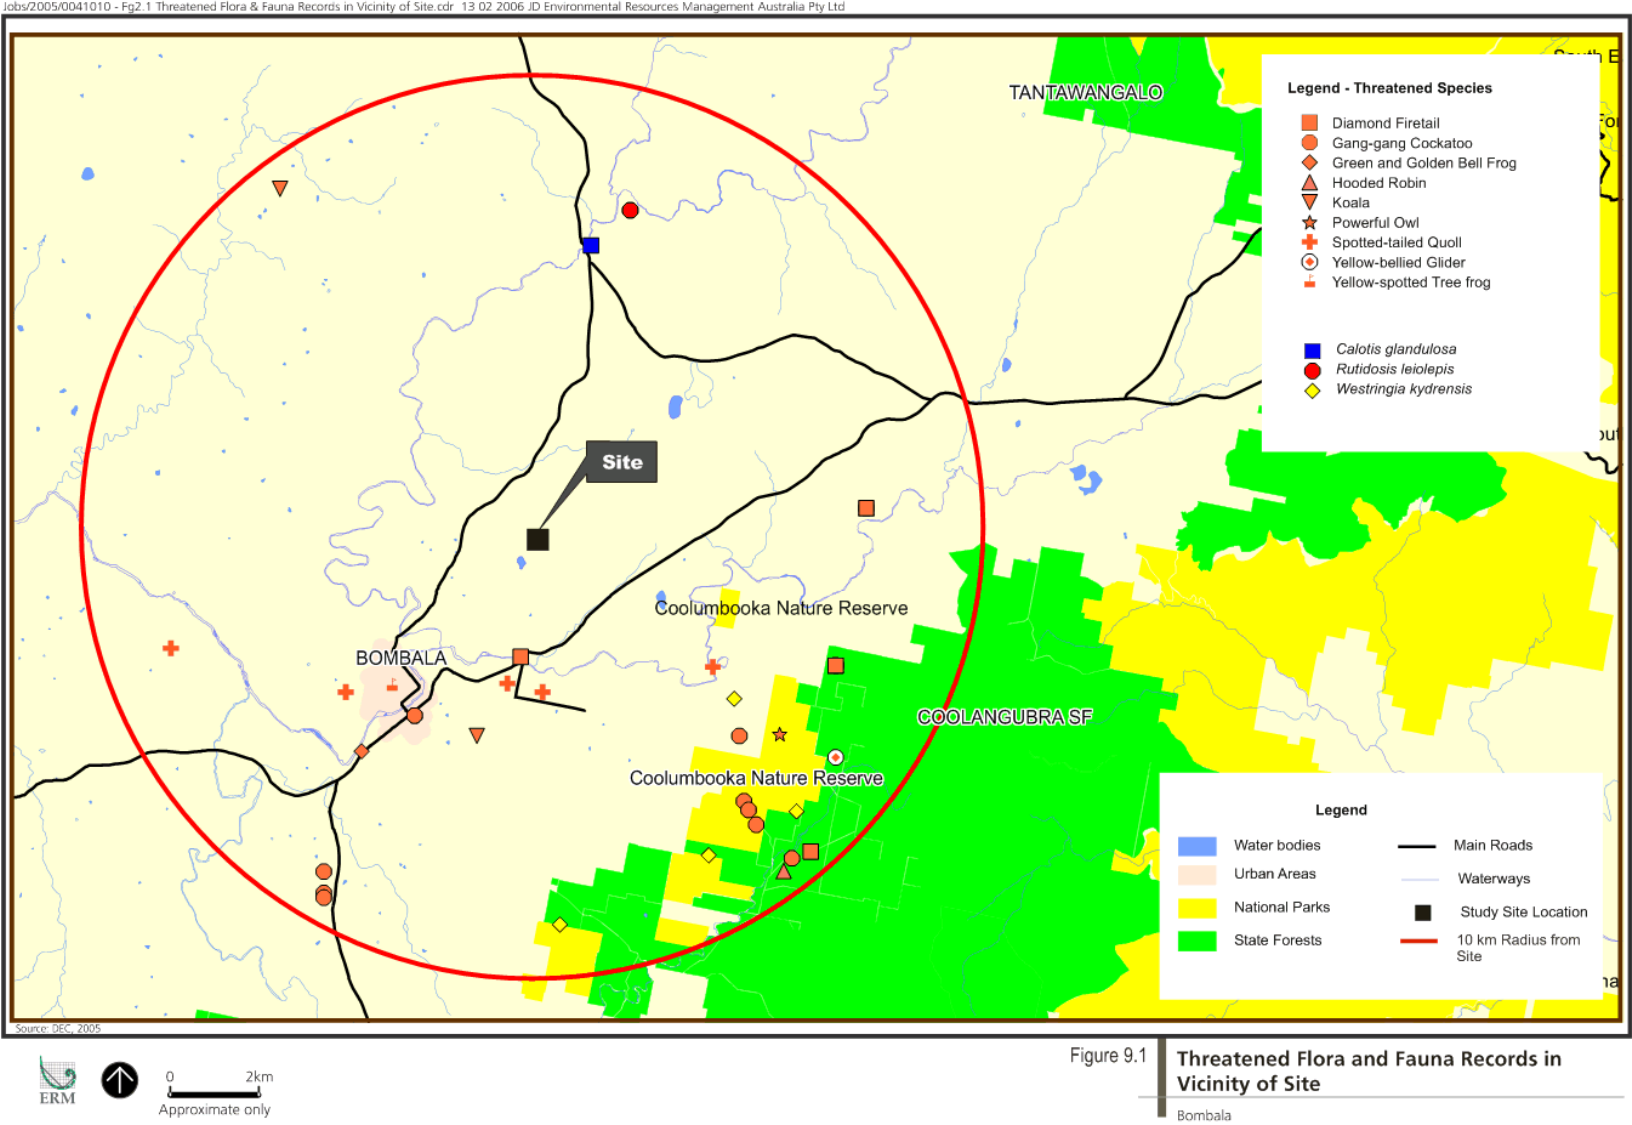 Jobs/2005/0041010 - Fg2.1 Threatened Flora & Fauna Records in Vicinity of Site.cdr 13 02 2006 JD Environmental Resources Management Australia Pty Ltd
TANTAWANGALO
Legend - Threatened Species
Diamond Firetail
Gang-gang Cockatoo
Green and Golden Bell Frog
Hooded Robin
Koala
Powerful Owl
Spotted-tailed Quoll
Yellow-bellied Glider
Yellow-spotted Tree frog
Calotis glandulosa
Rutidosis leiolepis
Westringia kydrensis
Site
Coolumbooka Nature Reserve
BOMBALA
COOLANGUBRA SF
Coolumbooka Nature Reserve
Legend
Water bodies
Urban Areas
National Parks
State Forests
Main Roads
Waterways
Study Site Location
10 km Radius from
Site
Source: DEC, 2005
ERM
0 2km
Approximate only
Figure 9.1
Threatened Flora and Fauna Records in
Vicinity of Site
Bombala